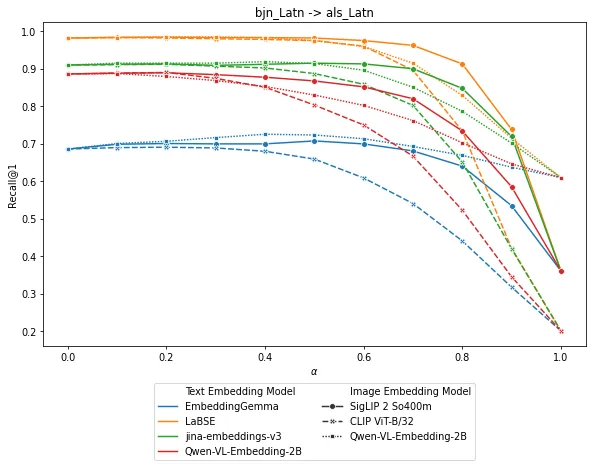 bjn_Latn -> als_Latn
Recall@1
1.0
0.9
0.8
0.7
0.6
0.5
0.4
0.3
0.2
0.0 0.2 0.4 0.6 0.8 1.0
α
Text Embedding Model Image Embedding Model
EmbeddingGemma SigLIP 2 So400m
LaBSE CLIP ViT-B/32
jina-embeddings-v3 Qwen-VL-Embedding-2B
Qwen-VL-Embedding-2B